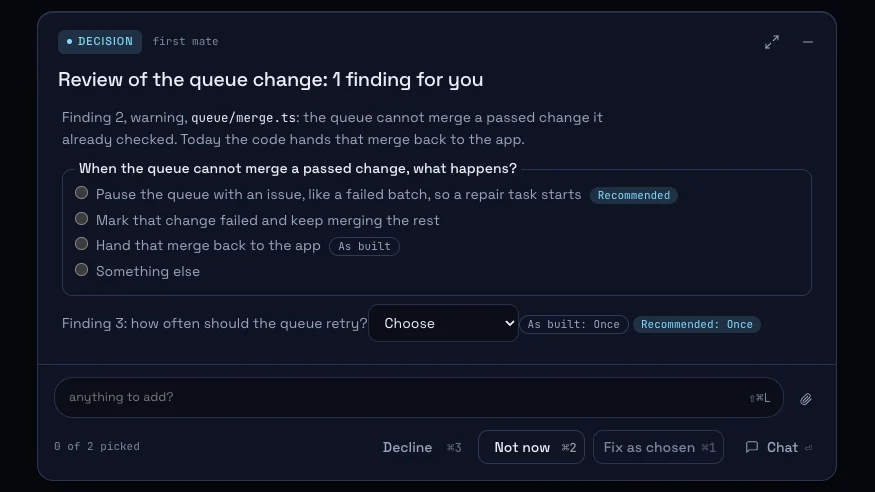 DECISION first mate
Review of the queue change: 1 finding for you
Finding 2, warning, queue/merge.ts: the queue cannot merge a passed change it
already checked. Today the code hands that merge back to the app.
When the queue cannot merge a passed change, what happens?
Pause the queue with an issue, like a failed batch, so a repair task starts Recommended
Mark that change failed and keep merging the rest
Hand that merge back to the app As built
Something else
Finding 3: how often should the queue retry? Choose As built: Once Recommended: Once
anything to add? ⇧⌘L
0 of 2 picked Decline ⌘3 Not now ⌘2 Fix as chosen ⌘1 Chat ⏎